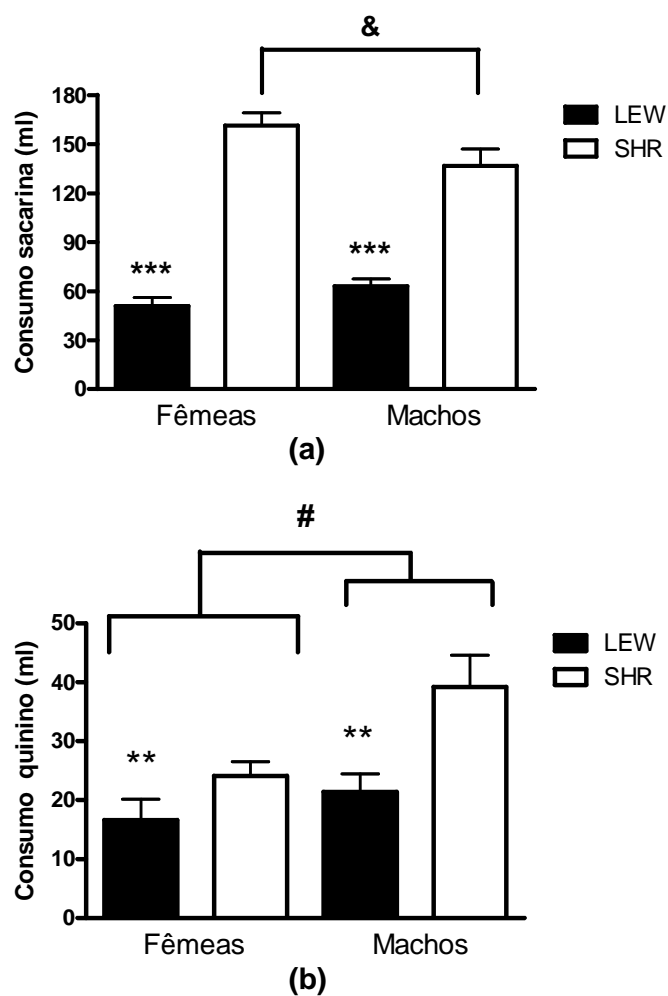 &
180
150
120
90
60
30
0
Consumo sacarina (ml)
***
***
LEW
SHR
Fêmeas
Machos
(a)
#
50
40
30
20
10
0
Consumo quinino (ml)
**
**
LEW
SHR
Fêmeas
Machos
(b)